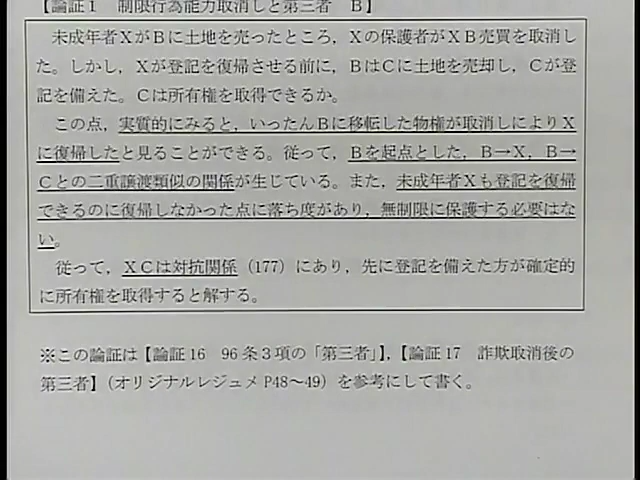 【論証1　制限行為能力取消しと第三者　B】
未成年者XがBに土地を売ったところ，Xの保護者がXB売買を取消し
た。しかし，Xが登記を復帰させる前に，BはCに土地を売却し，Cが登
記を備えた。Cは所有権を取得できるか。
この点，実質的にみると，いったんBに移転した物権が取消しによりX
に復帰したと見ることができる。従って，Bを起点とした，B→X，B→
Cとの二重譲渡類似の関係が生じている。また，未成年者Xも登記を復帰
できるのに復帰しなかった点に落ち度があり，無制限に保護する必要はな
い。
従って，XCは対抗関係（177）にあり，先に登記を備えた方が確定的
に所有権を取得すると解する。
※この論証は【論証16　96条3項の「第三者」】，【論証17　詐欺取消後の
第三者】（オリジナルレジュメP48～49）を参考にして書く。